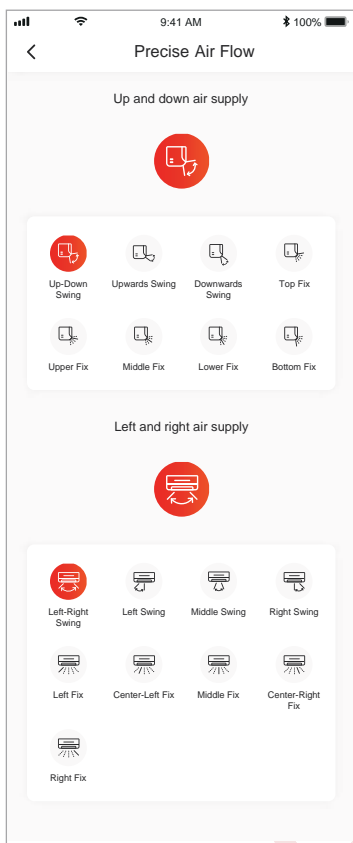 9:41 AM 100%
Precise Air Flow
Up and down air supply
Up-Down Upwards Swing Downwards Top Fix
Swing Swing
Upper Fix Middle Fix Lower Fix Bottom Fix
Left and right air supply
Left-Right Left Swing Middle Swing Right Swing
Swing
Left Fix Center-Left Fix Middle Fix Center-Right
Fix
Right Fix